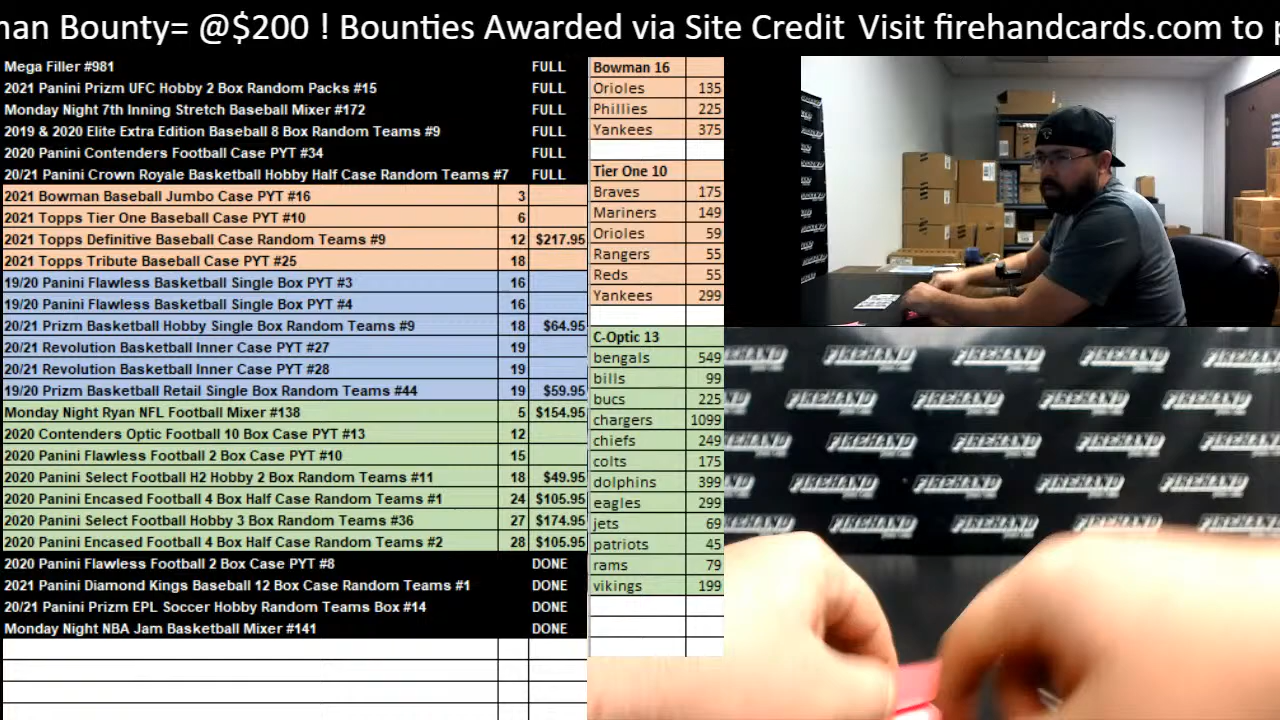 nan Bounty= @$200 ! Bounties Awarded via Site Credit Visit firehandcards.com to p
Mega Filler #981 FULL
2021 Panini Prizm UFC Hobby 2 Box Random Packs #15 FULL
Monday Night 7th Inning Stretch Baseball Mixer #172 FULL
2019 & 2020 Elite Extra Edition Baseball 8 Box Random Teams #9 FULL
2020 Panini Contenders Football Case PYT #34 FULL
20/21 Panini Crown Royale Basketball Hobby Half Case Random Teams #7 FULL
2021 Bowman Baseball Jumbo Case PYT #16 3
2021 Topps Tier One Baseball Case PYT #10 6
2021 Topps Definitive Baseball Case Random Teams #9 12 $217.95
2021 Topps Tribute Baseball Case PYT #25 18
19/20 Panini Flawless Basketball Single Box PYT #3 16
19/20 Panini Flawless Basketball Single Box PYT #4 16
20/21 Prizm Basketball Hobby Single Box Random Teams #9 18 $64.95
20/21 Revolution Basketball Inner Case PYT #27 19
20/21 Revolution Basketball Inner Case PYT #28 19
19/20 Prizm Basketball Retail Single Box Random Teams #44 19 $59.95
Monday Night Ryan NFL Football Mixer #138 5 $154.95
2020 Contenders Optic Football 10 Box Case PYT #13 12
2020 Panini Flawless Football 2 Box Case PYT #10 15
2020 Panini Select Football H2 Hobby 2 Box Random Teams #11 18 $49.95
2020 Panini Encased Football 4 Box Half Case Random Teams #1 24 $105.95
2020 Panini Select Football Hobby 3 Box Random Teams #36 27 $174.95
2020 Panini Encased Football 4 Box Half Case Random Teams #2 28 $105.95
2020 Panini Flawless Football 2 Box Case PYT #8 DONE
2021 Panini Diamond Kings Baseball 12 Box Case Random Teams #1 DONE
20/21 Panini Prizm EPL Soccer Hobby Random Teams Box #14 DONE
Monday Night NBA Jam Basketball Mixer #141 DONE
Bowman 16
Orioles 135
Phillies 225
Yankees 375
Tier One 10
Braves 175
Mariners 149
Orioles 59
Rangers 55
Reds 55
Yankees 299
C-Optic 13
bengals 549
bills 99
bucs 225
chargers 1099
chiefs 249
colts 175
dolphins 399
eagles 299
jets 69
patriots 45
rams 79
vikings 199
FIREHAND FIREHAND FIREHAND FIREHAND
FIREHAND FIREHAND FIREHAND
FIREHAND FIREHAND FIREHAND FIREHAND
FIREHAND FIREHAND FIREHAND
FIREHAND FIREHAND FIREHAND FIREHAND